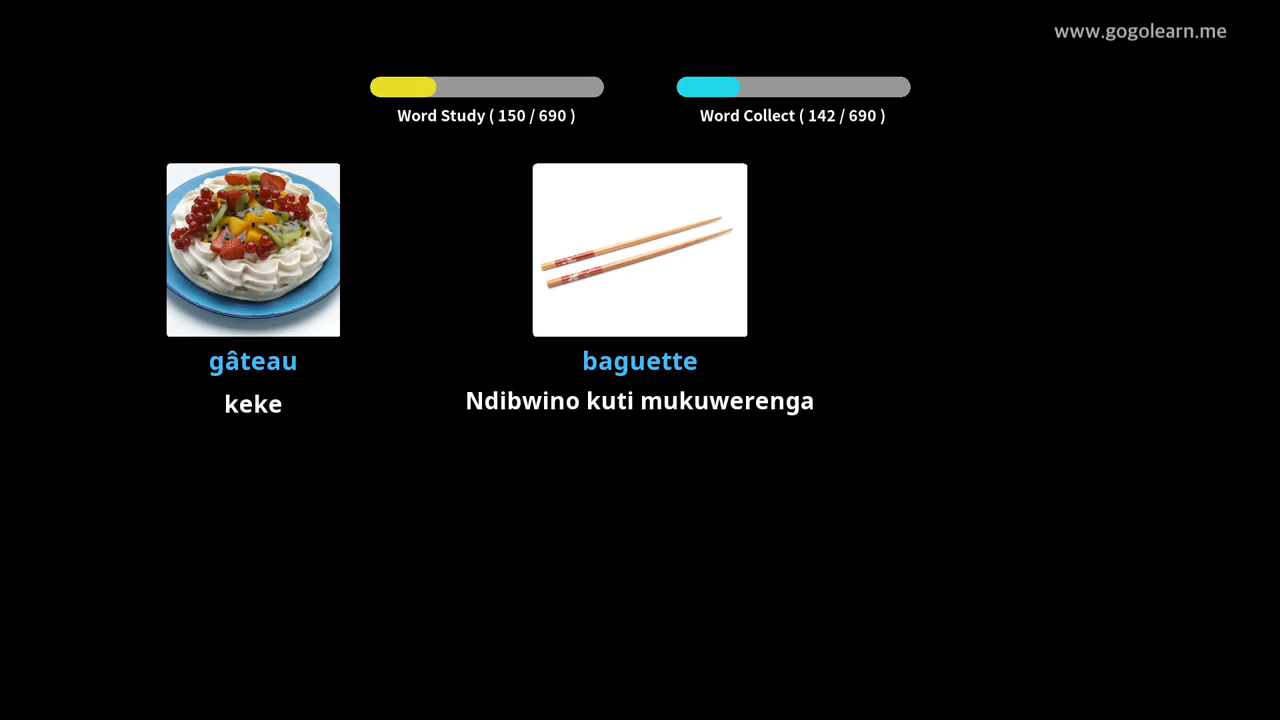 www.gogolearn.me
Word Study ( 150 / 690 )
Word Collect ( 142 / 690 )
gâteau
keke
baguette
Ndibwino kuti mukuwerenga